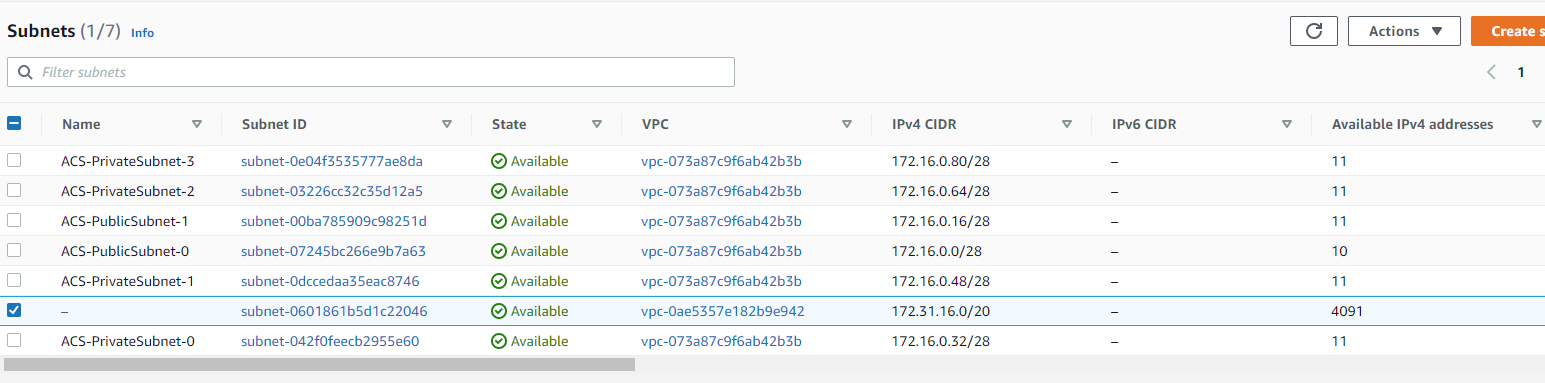 Subnets (1/7) Info Actions Create s
Filter subnets 1
Name Subnet ID State VPC IPv4 CIDR IPv6 CIDR Available IPv4 addresses
ACS-PrivateSubnet-3 subnet-0e04f3535777ae8da Available vpc-073a87c9f6ab42b3b 172.16.0.80/28 – 11
ACS-PrivateSubnet-2 subnet-03226cc32c35d12a5 Available vpc-073a87c9f6ab42b3b 172.16.0.64/28 – 11
ACS-PublicSubnet-1 subnet-00ba785909c98251d Available vpc-073a87c9f6ab42b3b 172.16.0.16/28 – 11
ACS-PublicSubnet-0 subnet-07245bc266e9b7a63 Available vpc-073a87c9f6ab42b3b 172.16.0.0/28 – 10
ACS-PrivateSubnet-1 subnet-0dccedaa35eac8746 Available vpc-073a87c9f6ab42b3b 172.16.0.48/28 – 11
– subnet-0601861b5d1c22046 Available vpc-0ae5357e182b9e942 172.31.16.0/20 – 4091
ACS-PrivateSubnet-0 subnet-042f0feecb2955e60 Available vpc-073a87c9f6ab42b3b 172.16.0.32/28 – 11